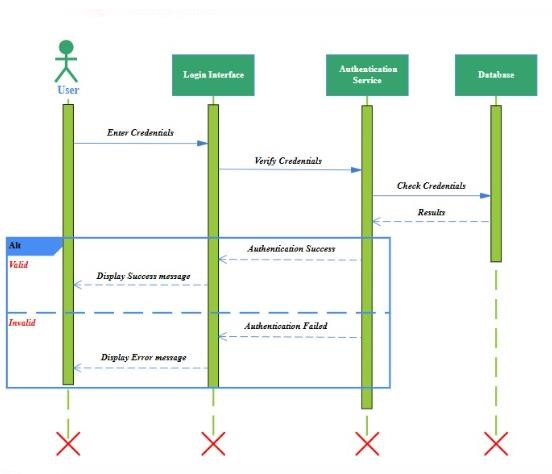 User
Login Interface
Authentication
Service
Database
Enter Credentials
Verify Credentials
Check Credentials
Results
Alt
Authentication Success
Valid
Display Success message
Invalid
Authentication Failed
Display Error message